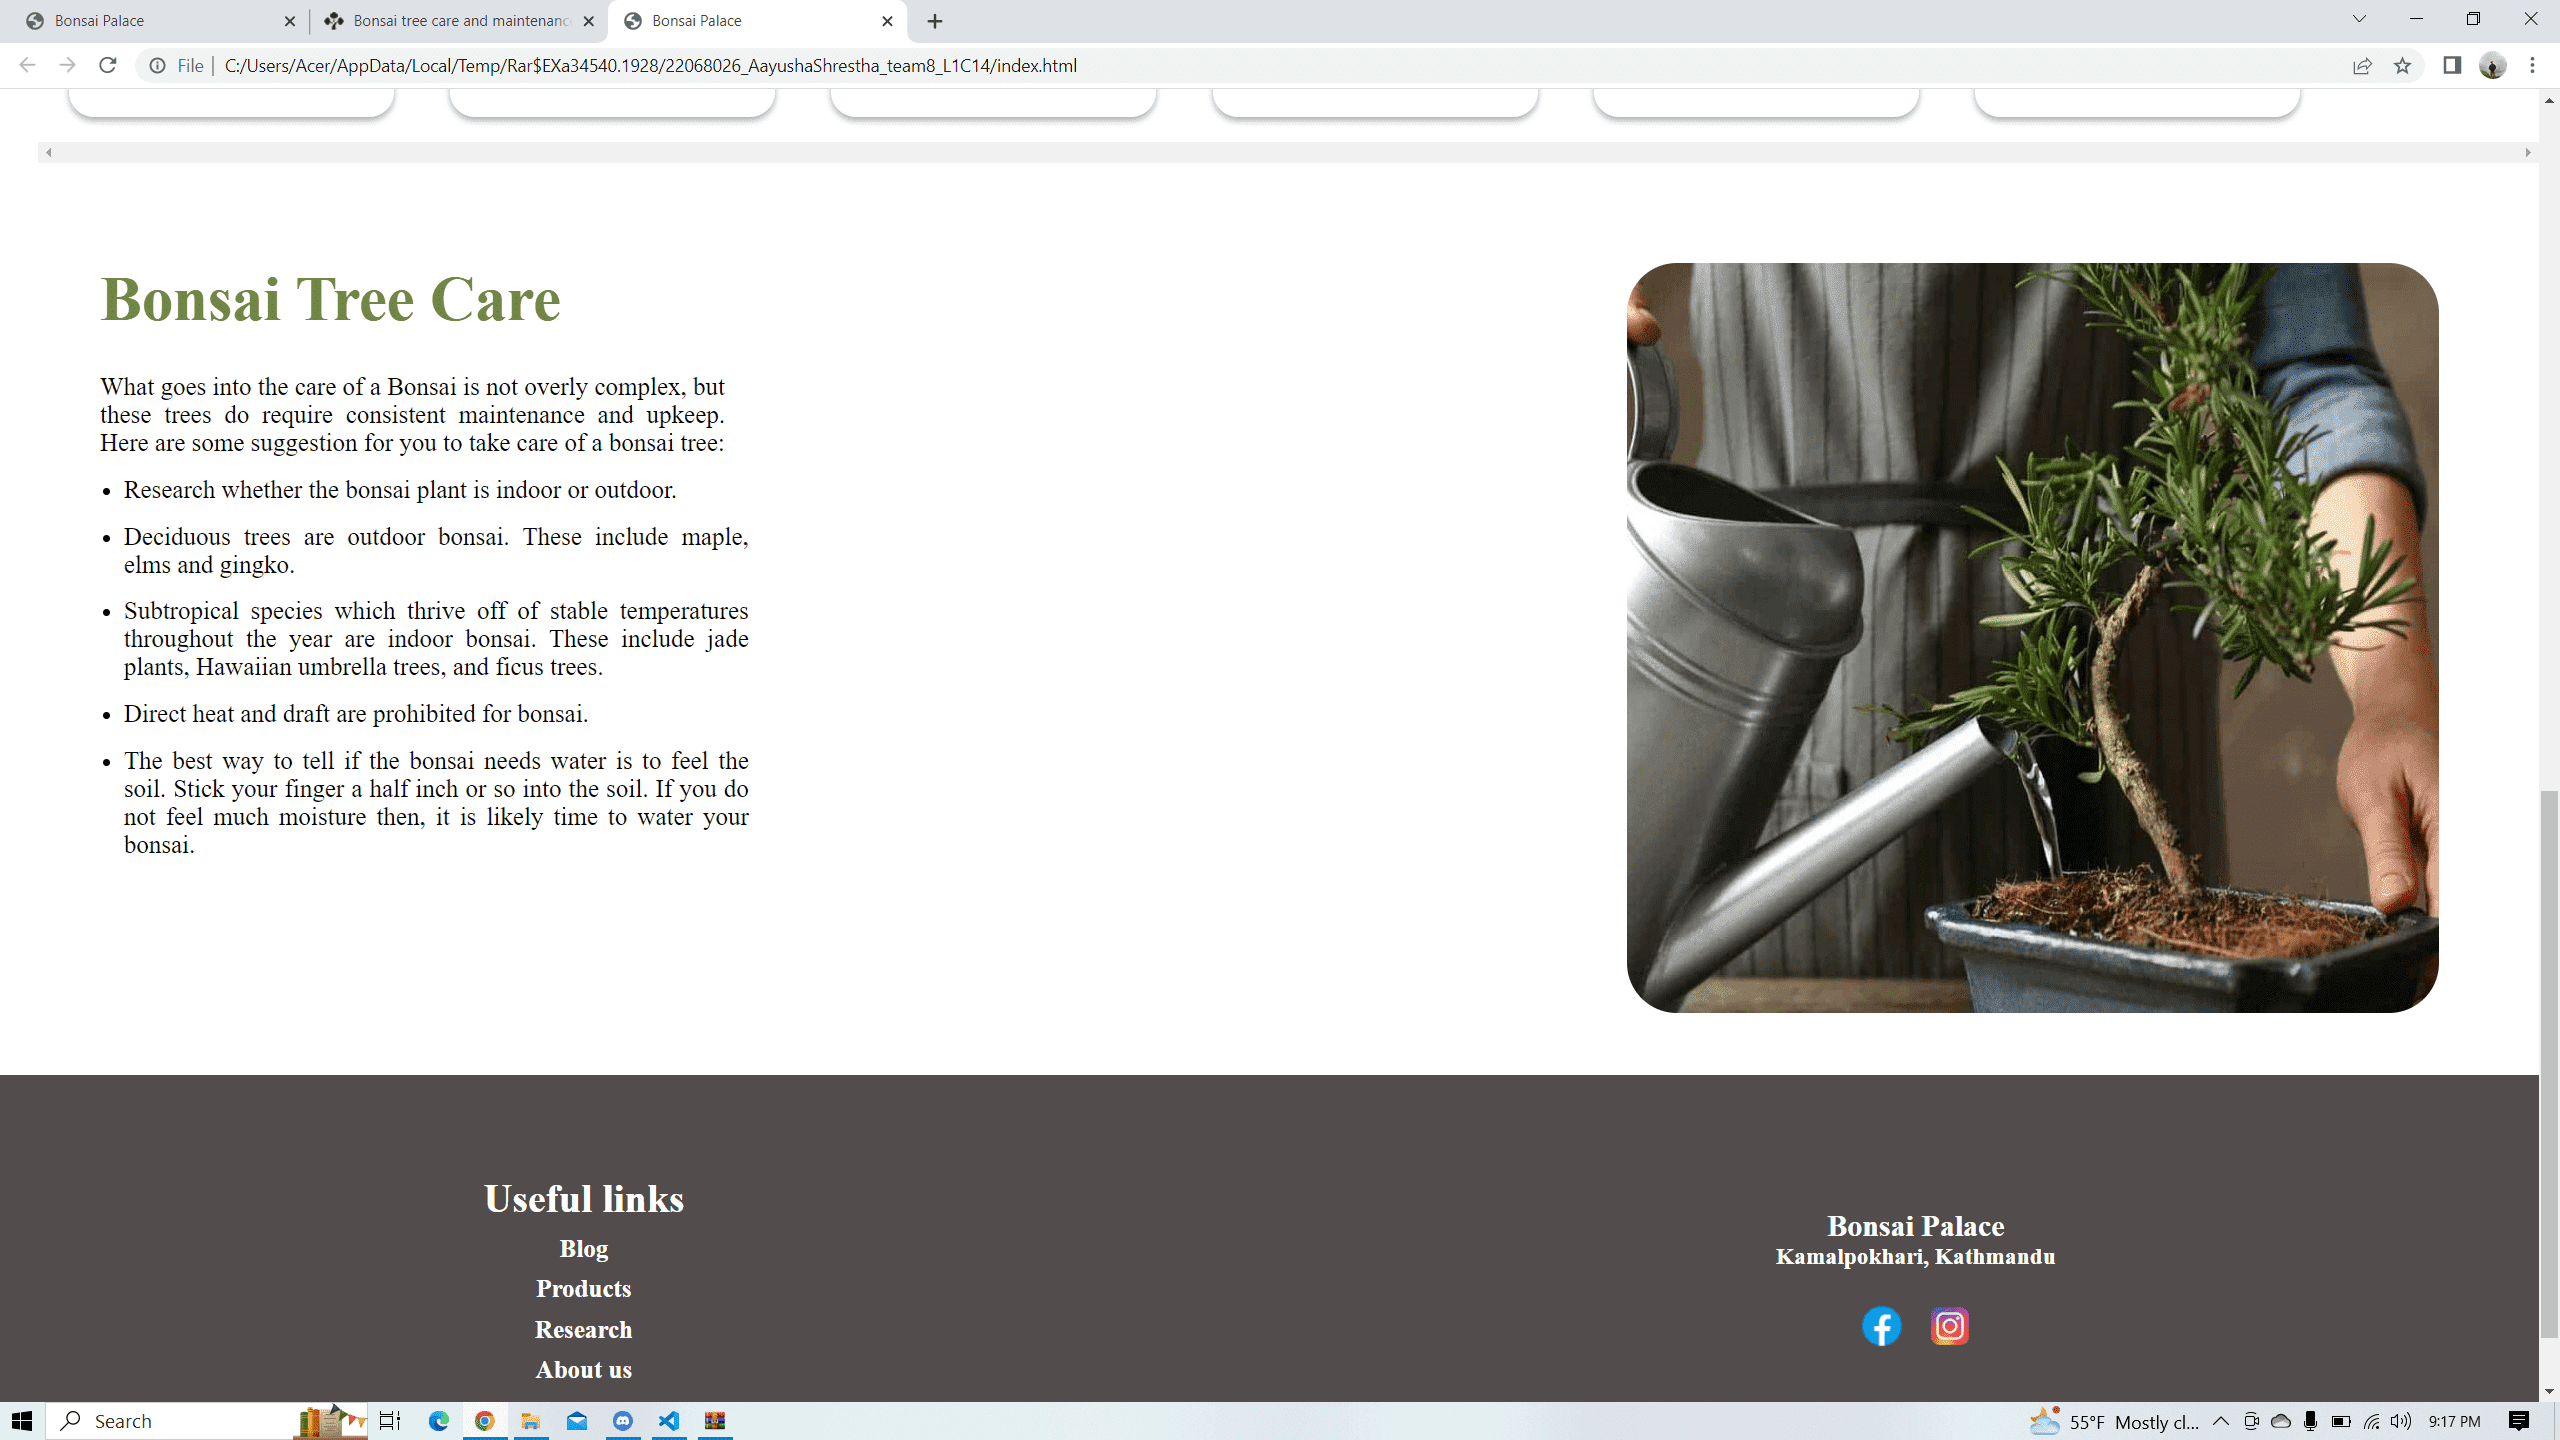 Bonsai Palace
Bonsai tree care and maintenanc
Bonsai Palace
File | C:/Users/Acer/AppData/Local/Temp/Rar$EXa34540.1928/22068026_AayushaShrestha_team8_L1C14/index.html
Bonsai Tree Care
What goes into the care of a Bonsai is not overly complex, but
these trees do require consistent maintenance and upkeep.
Here are some suggestion for you to take care of a bonsai tree:
• Research whether the bonsai plant is indoor or outdoor.
• Deciduous trees are outdoor bonsai. These include maple,
elms and gingko.
• Subtropical species which thrive off of stable temperatures
throughout the year are indoor bonsai. These include jade
plants, Hawaiian umbrella trees, and ficus trees.
• Direct heat and draft are prohibited for bonsai.
• The best way to tell if the bonsai needs water is to feel the
soil. Stick your finger a half inch or so into the soil. If you do
not feel much moisture then, it is likely time to water your
bonsai.
Useful links
Blog
Products
Research
About us
Bonsai Palace
Kamalpokhari, Kathmandu
Search
55°F Mostly cl...
9:17 PM